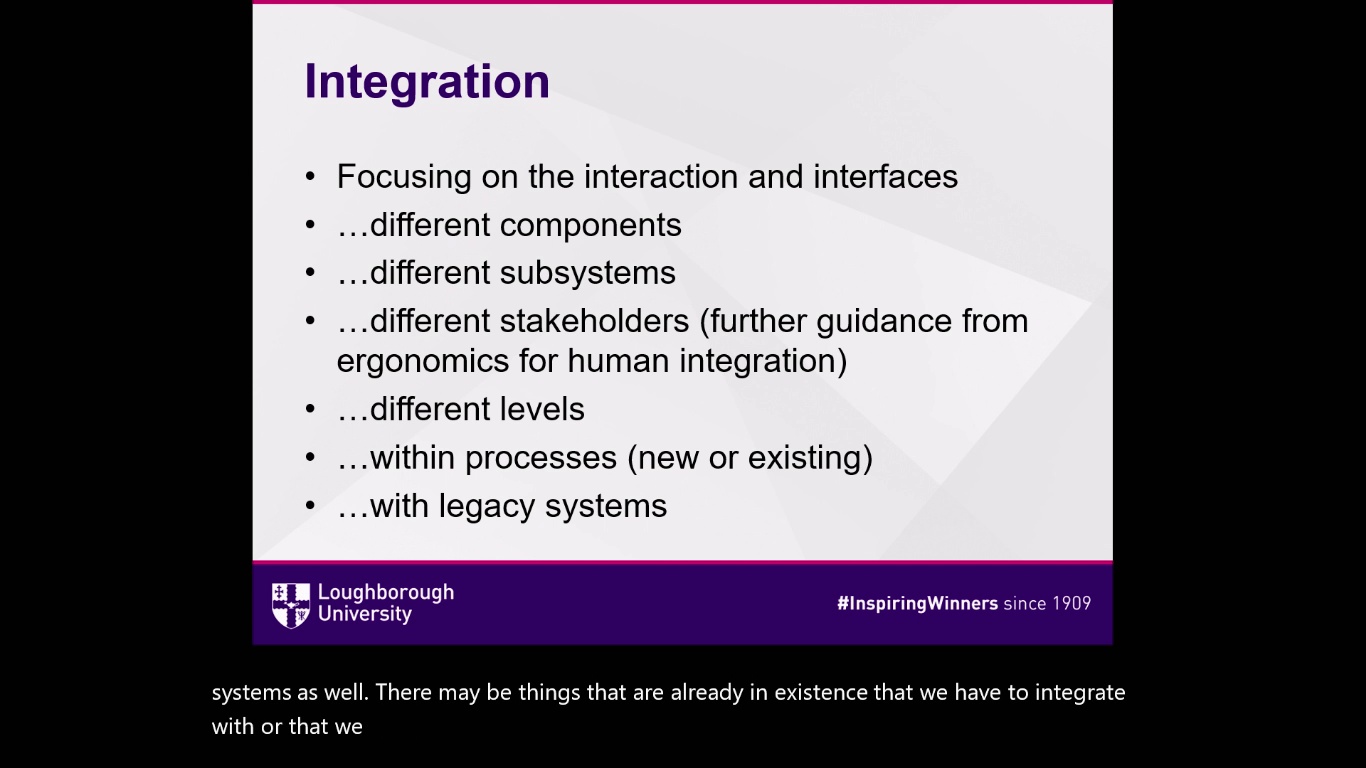 Integration
• Focusing on the interaction and interfaces
• …different components
• …different subsystems
• …different stakeholders (further guidance from
ergonomics for human integration)
• …different levels
• …within processes (new or existing)
• …with legacy systems
Loughborough
University
#InspiringWinners since 1909
systems as well. There may be things that are already in existence that we have to integrate
with or that we